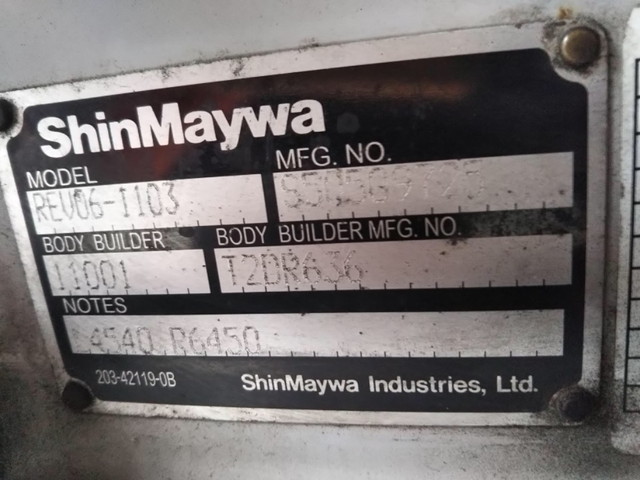 ShinMaywa
MODEL
MFG. NO.
REV06-1103
BODY BUILDER
BODY BUILDER MFG. NO.
11001
T2DR636
NOTES
4540 R6450
203-42119-0B
ShinMaywa Industries, Ltd.